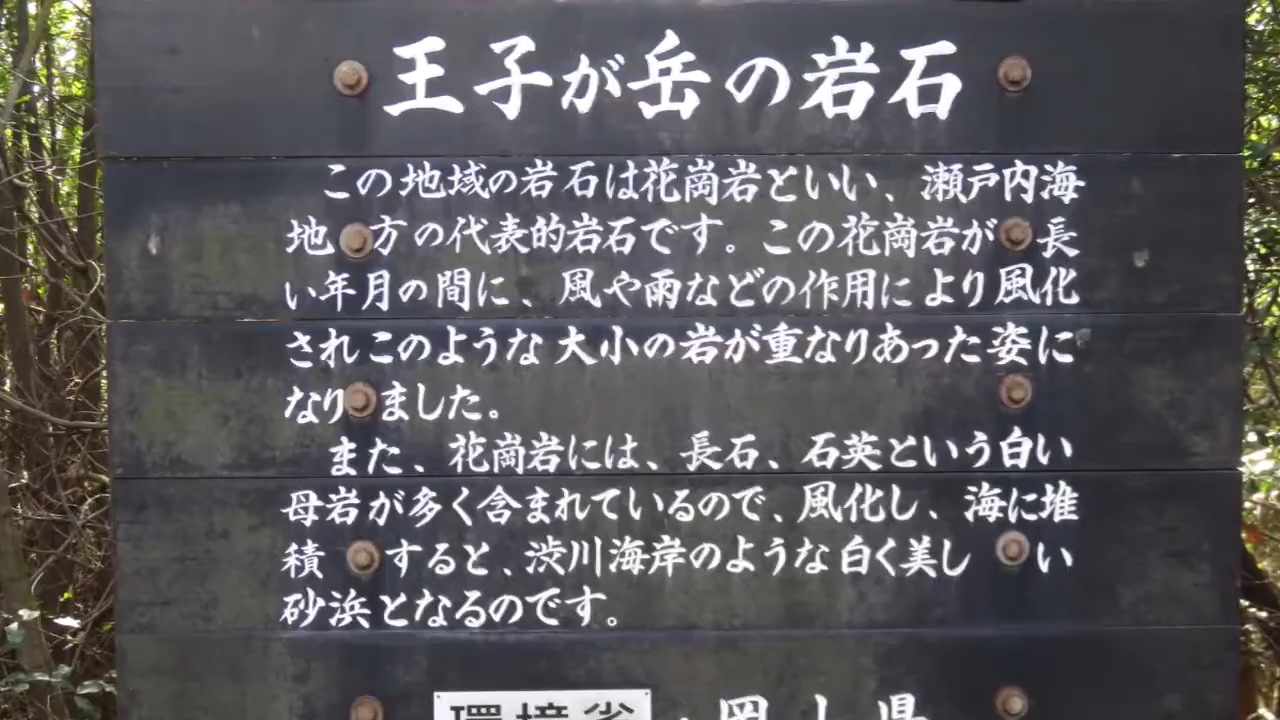 王子が岳の岩石
この地域の岩石は花崗岩といい、瀬戸内海
地方の代表的岩石です。この花崗岩が長
い年月の間に、風や雨などの作用により風化
されこのような大小の岩が重なりあった姿に
なりました。
また、花崗岩には、長石、石英という白い
母岩が多く含まれているので、風化し、海に堆
積すると、渋川海岸のような白く美しい
砂浜となるのです。
環境省・岡山県